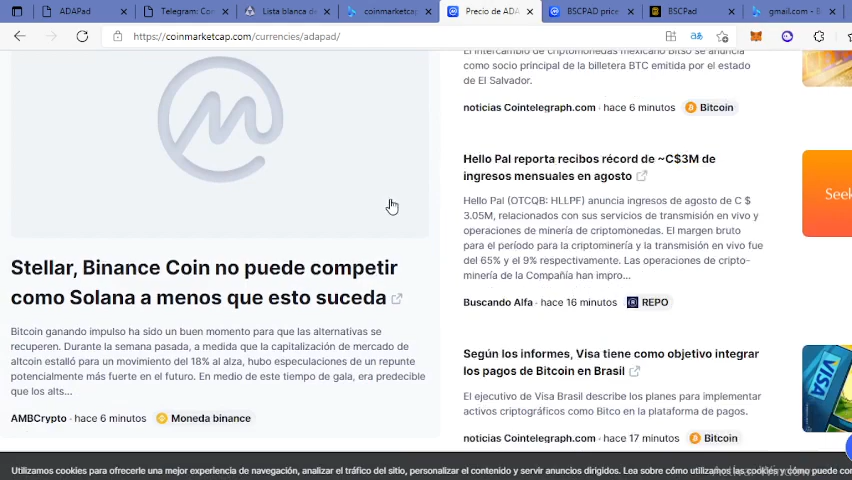 ADAPad
Telegram: Con
Lista blanca de
coinmarketcap
Precio de ADA
BSCPAD price
BSCPad
gmail.com - B
https://coinmarketcap.com/currencies/adapad/
El intercambio de criptomonedas mexicano Bitso se anuncia
como socio principal de la billetera BTC emitida por el estado
de El Salvador.
noticias Cointelegraph.com · hace 6 minutos Bitcoin
Hello Pal reporta recibos récord de ~C$3M de
ingresos mensuales en agosto
Hello Pal (OTCQB: HLLPF) anuncia ingresos de agosto de C $
3.05M, relacionados con sus servicios de transmisión en vivo y
operaciones de minería de criptomonedas. El margen bruto
para el período para la criptominería y la transmisión en vivo fue
del 65% y el 9% respectivamente. Las operaciones de cripto-
minería de la Compañía han impro...
Buscando Alfa · hace 16 minutos REPO
Seek
Según los informes, Visa tiene como objetivo integrar
los pagos de Bitcoin en Brasil
El ejecutivo de Visa Brasil describe los planes para implementar
activos criptográficos como Bitco en la plataforma de pagos.
noticias Cointelegraph.com · hace 17 minutos Bitcoin
VISA
Stellar, Binance Coin no puede competir
como Solana a menos que esto suceda
Bitcoin ganando impulso ha sido un buen momento para que las alternativas se
recuperen. Durante la semana pasada, a medida que la capitalización de mercado de
altcoin estalló para un movimiento del 18% al alza, hubo especulaciones de un repunte
potencialmente más fuerte en el futuro. En medio de este tiempo de gala, era predecible
que los alts...
AMBCrypto · hace 6 minutos Moneda binance
Utilizamos cookies para ofrecerle una mejor experiencia de navegación, analizar el tráfico del sitio, personalizar el contenido y servir anuncios dirigidos. Lea sobre cómo utilizamos las cookies y cómo puede co